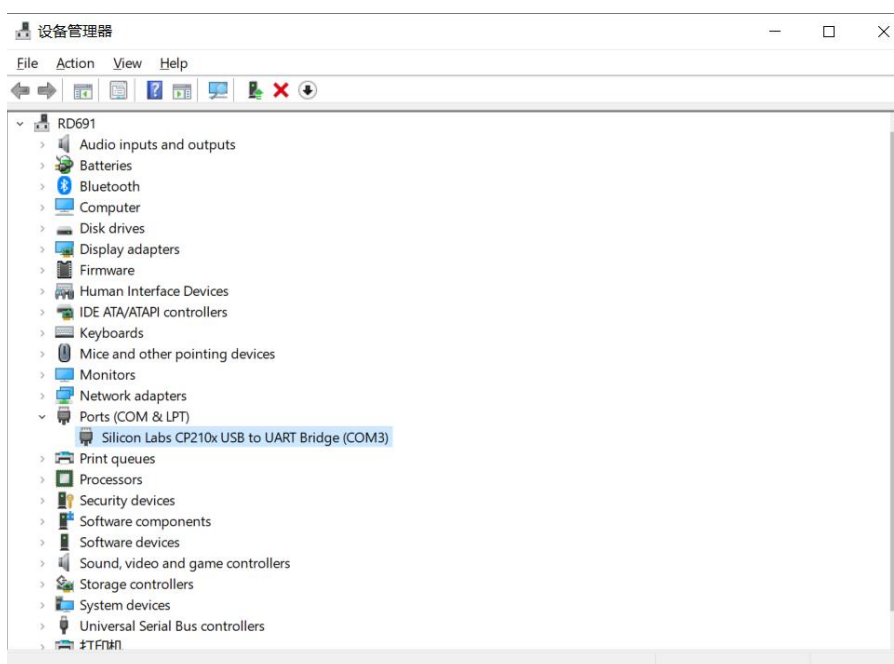 设备管理器
File Action View Help
RD691
Audio inputs and outputs
Batteries
Bluetooth
Computer
Disk drives
Display adapters
Firmware
Human Interface Devices
IDE ATA/ATAPI controllers
Keyboards
Mice and other pointing devices
Monitors
Network adapters
Ports (COM & LPT)
Silicon Labs CP210x USB to UART Bridge (COM3)
Print queues
Processors
Security devices
Software components
Software devices
Sound, video and game controllers
Storage controllers
System devices
Universal Serial Bus controllers
打印机